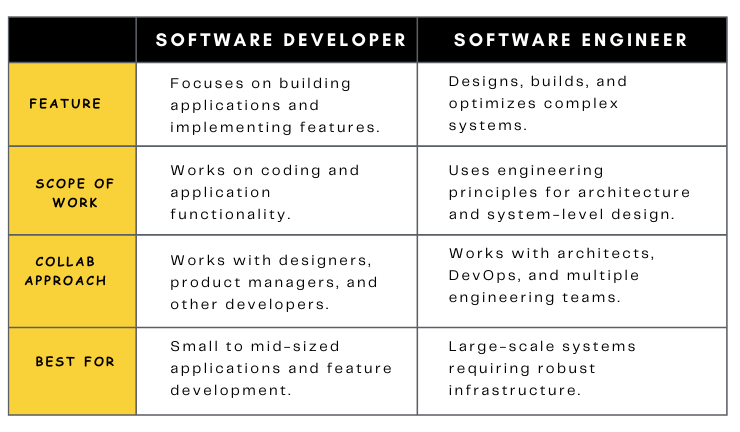 SOFTWARE DEVELOPER SOFTWARE ENGINEER
FEATURE
Focuses on building
applications and
implementing features.
Designs, builds, and
optimizes complex
systems.
SCOPE OF
WORK
Works on coding and
application
functionality.
Uses engineering
principles for architecture
and system-level design.
COLLAB
APPROACH
Works with designers,
product managers, and
other developers.
Works with architects,
DevOps, and multiple
engineering teams.
BEST FOR
Small to mid-sized
applications and feature
development.
Large-scale systems
requiring robust
infrastructure.